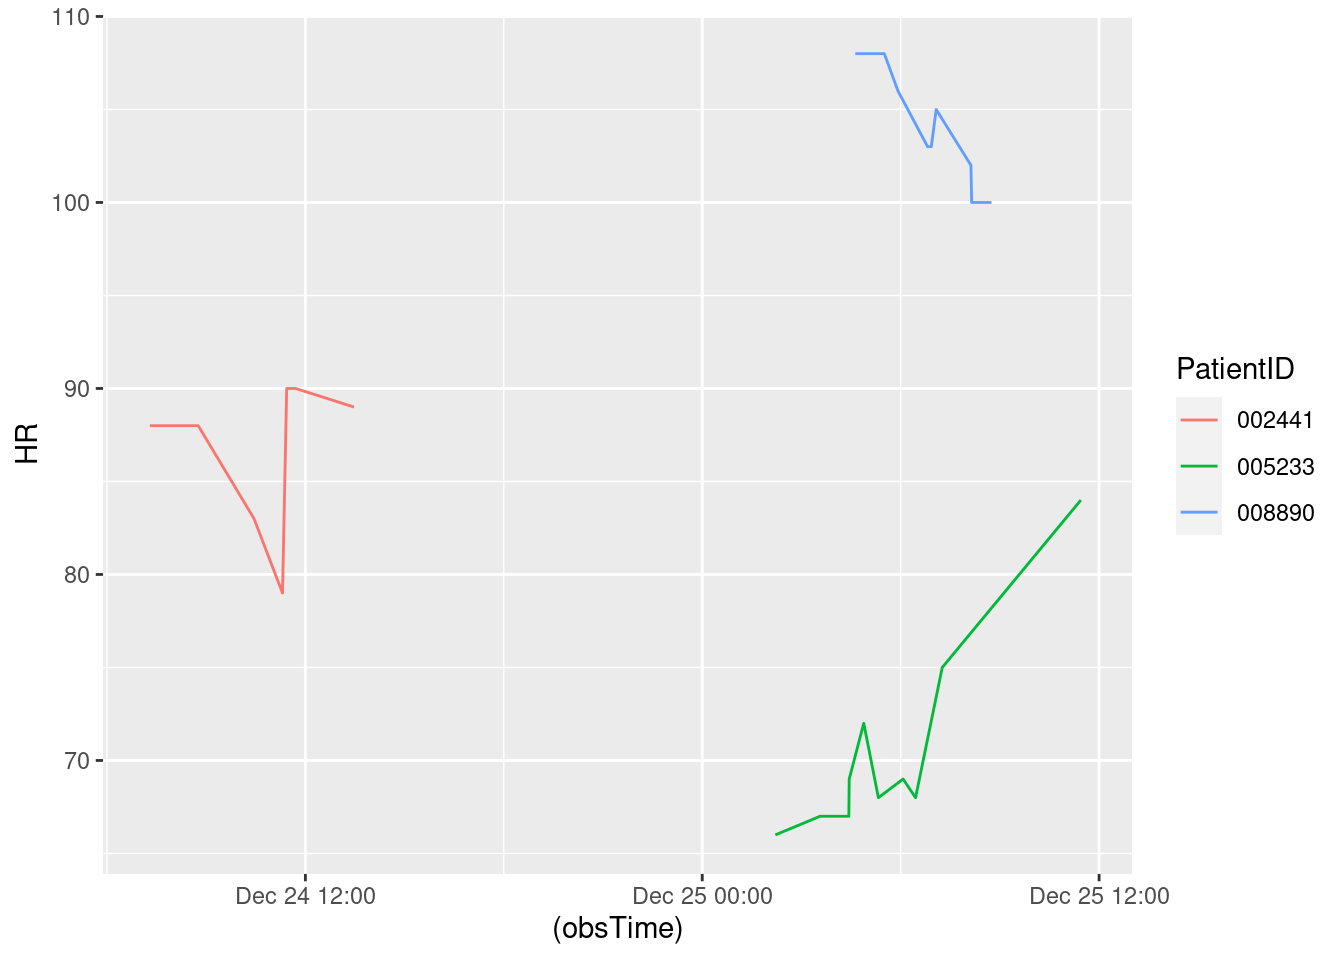 110
100
90
80
70
HR
Dec 24 12:00
Dec 25 00:00
Dec 25 12:00
(obsTime)
PatientID
002441
005233
008890